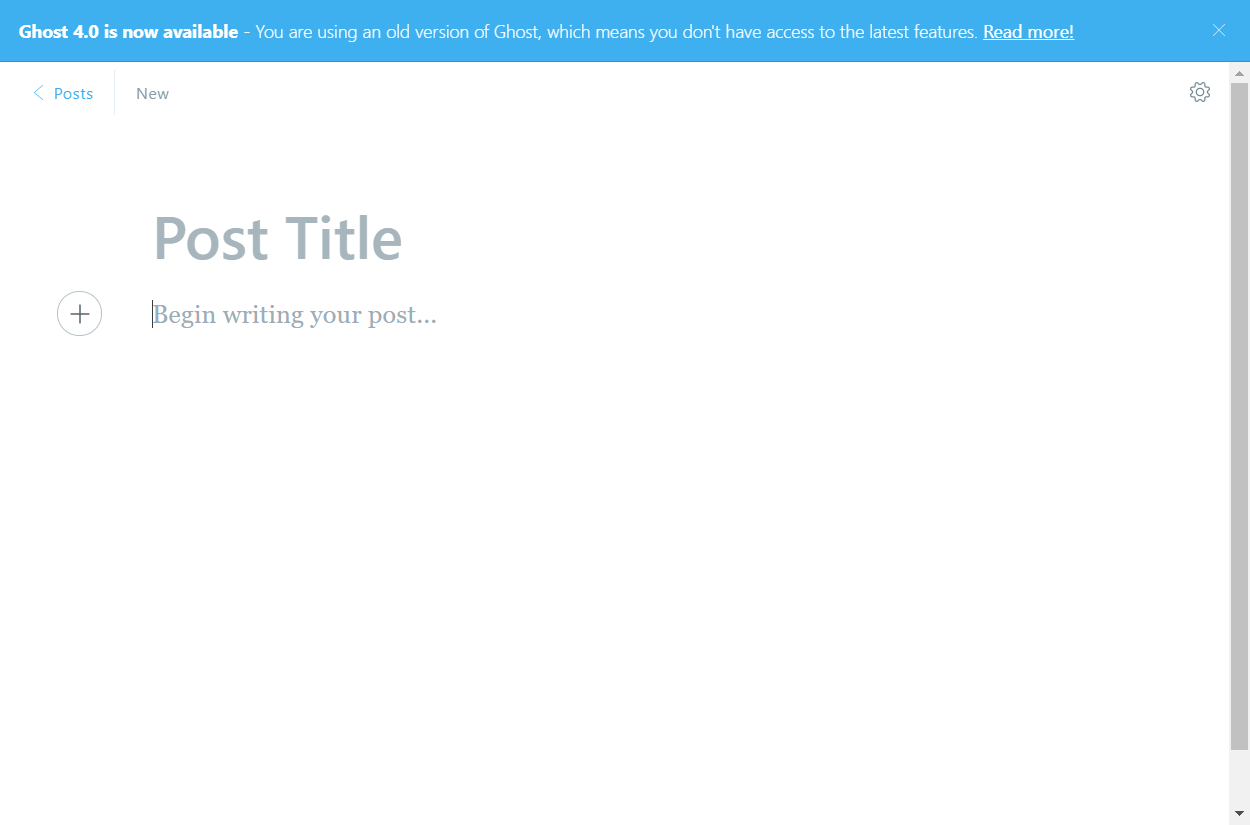 Ghost 4.0 is now available - You are using an old version of Ghost, which means you don't have access to the latest features. Read more!
Posts New
Post Title
Begin writing your post...